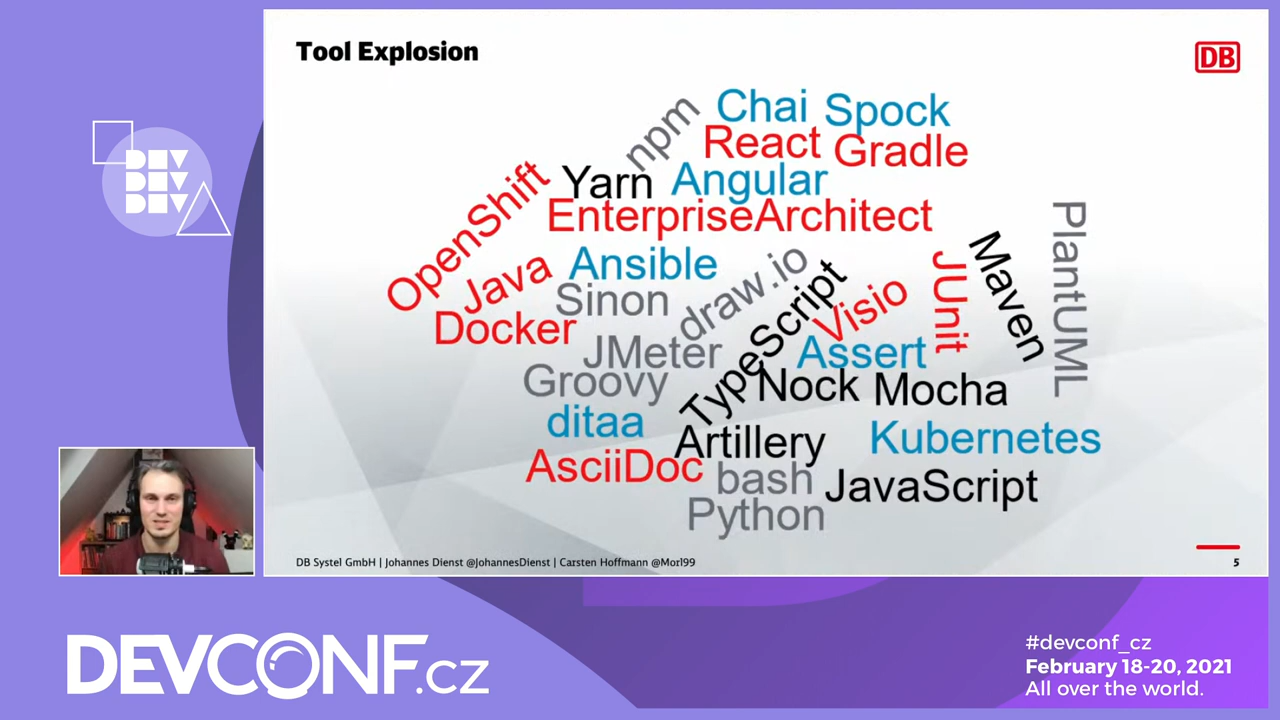 Tool Explosion
DB
npm
Chai
Spock
React
Gradle
OpenShift
Yarn
Angular
EnterpriseArchitect
Java
Ansible
Sinon
draw.io
TypeScript
Visio
JUnit
Maven
PlantUML
Docker
JMeter
Assert
Groovy
Nock
Mocha
ditaa
Artillery
Kubernetes
AsciiDoc
bash
JavaScript
Python
DB Systel GmbH | Johannes Dienst @JohannesDienst | Carsten Hoffmann @Mor199
5
DEV
DEV
DEV
DEVCONF.cz
#devconf_cz
February 18-20, 2021
All over the world.